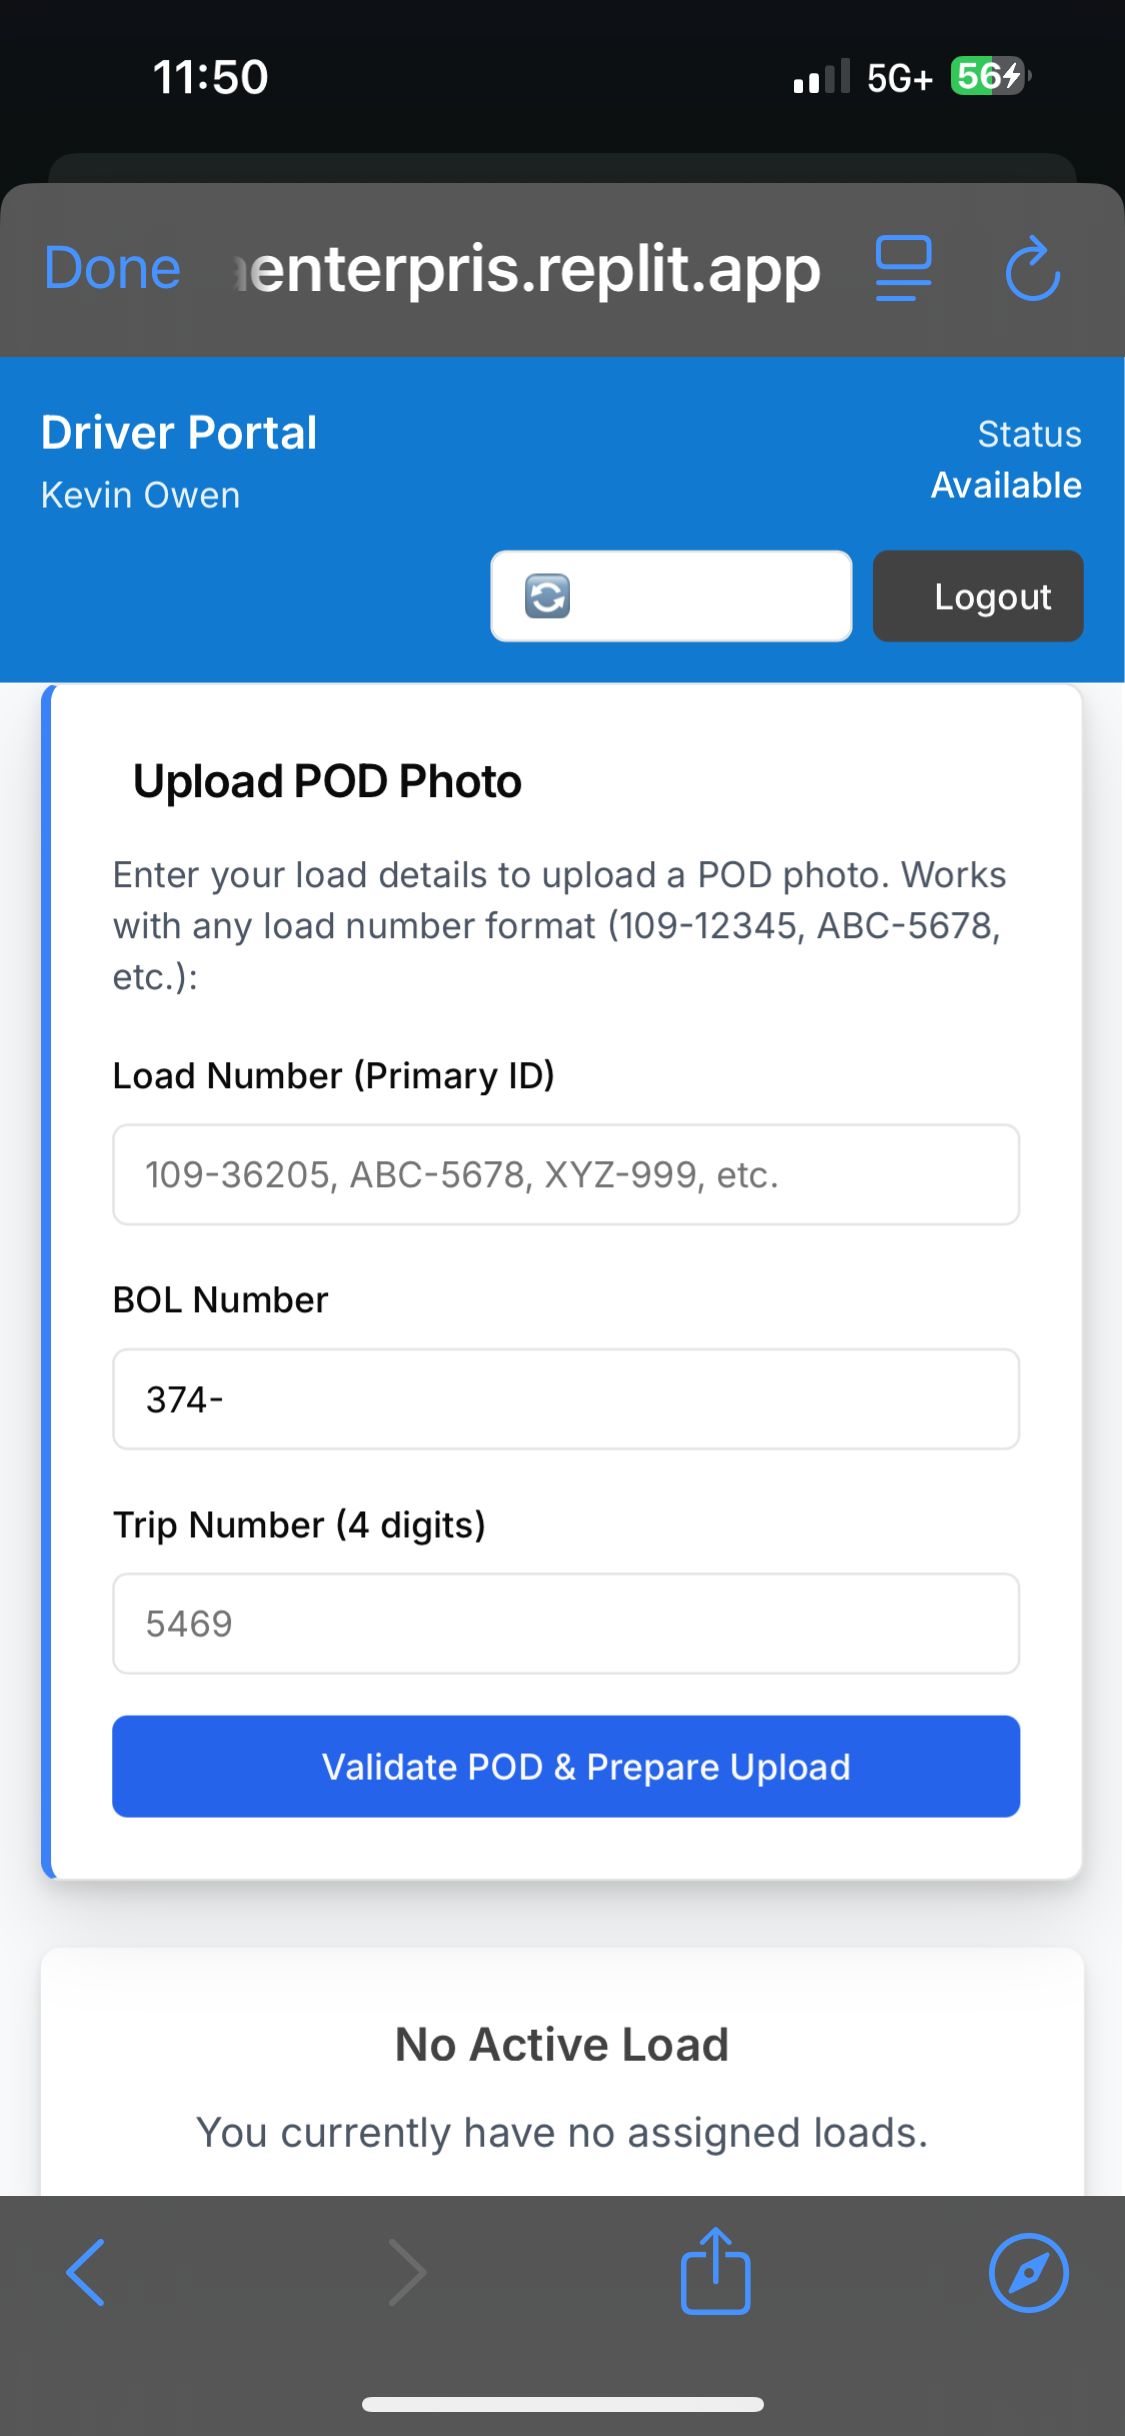 11:50
5G+
56
Done
enterpris.replit.app
Driver Portal
Status
Kevin Owen
Available
Logout
Upload POD Photo
Enter your load details to upload a POD photo. Works
with any load number format (109-12345, ABC-5678,
etc.):
Load Number (Primary ID)
109-36205, ABC-5678, XYZ-999, etc.
BOL Number
374-
Trip Number (4 digits)
5469
Validate POD & Prepare Upload
No Active Load
You currently have no assigned loads.